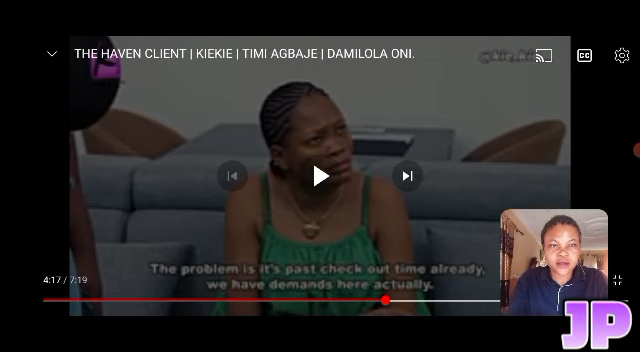 THE HAVEN CLIENT | KIEKIE | TIMI AGBAJE | DAMILOLA ONI.
CC
4:17 / 7:19
The problem is it's past check out time already,
we have demands here actually.
JP